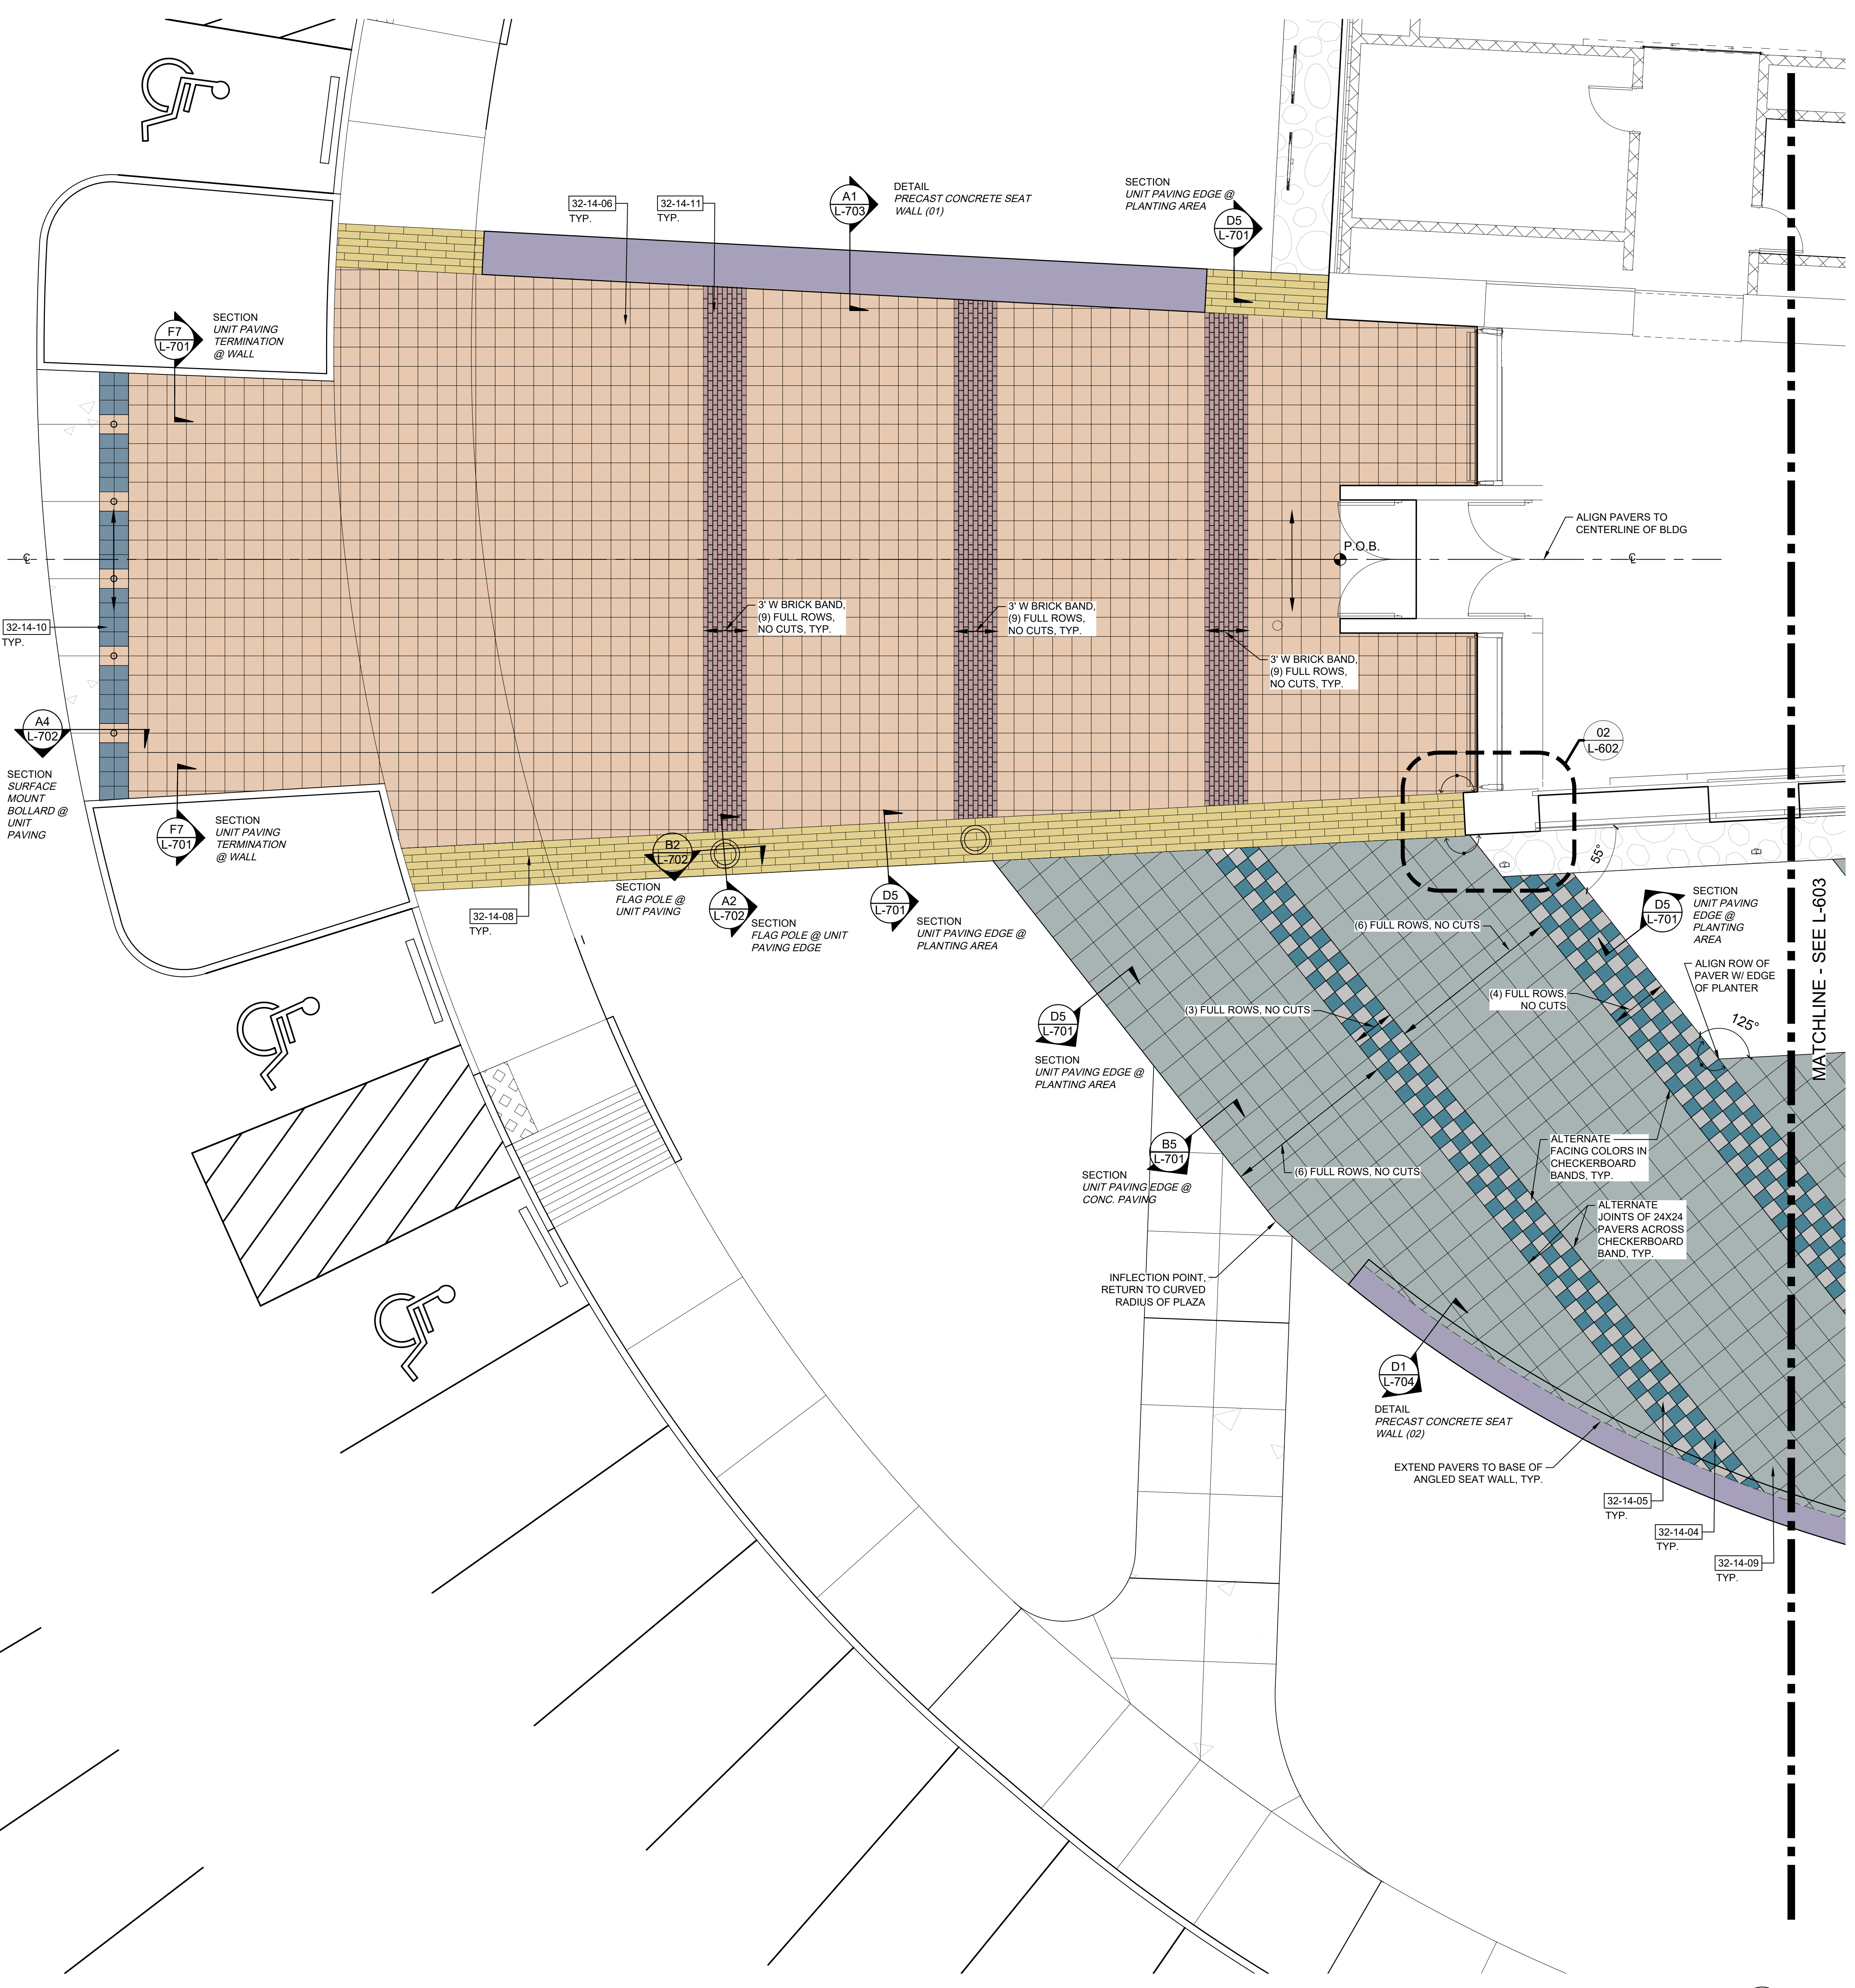 32-14-06
TYP.
32-14-11
TYP.
A1
L-703
DETAIL
PRECAST CONCRETE SEAT
WALL (01)
SECTION
UNIT PAVING EDGE @
PLANTING AREA
D5
L-701
F7
L-701
SECTION
UNIT PAVING
TERMINATION
@ WALL
ALIGN PAVERS TO
CENTERLINE OF BLDG
P.O.B.
℄
℄
32-14-10
TYP.
3' W BRICK BAND,
(9) FULL ROWS,
NO CUTS, TYP.
3' W BRICK BAND,
(9) FULL ROWS,
NO CUTS, TYP.
3' W BRICK BAND,
(9) FULL ROWS,
NO CUTS, TYP.
A4
L-702
SECTION
SURFACE
MOUNT
BOLLARD @
UNIT
PAVING
F7
L-701
SECTION
UNIT PAVING
TERMINATION
@ WALL
02
L-602
B2
L-702
SECTION
FLAG POLE @
UNIT PAVING
A2
L-702
SECTION
FLAG POLE @ UNIT
PAVING EDGE
D5
L-701
SECTION
UNIT PAVING EDGE @
PLANTING AREA
32-14-08
TYP.
55°
D5
L-701
SECTION
UNIT PAVING
EDGE @
PLANTING
AREA
(6) FULL ROWS, NO CUTS
ALIGN ROW OF
PAVER W/ EDGE
OF PLANTER
(4) FULL ROWS,
NO CUTS
(3) FULL ROWS, NO CUTS
125°
MATCHLINE - SEE L-603
D5
L-701
SECTION
UNIT PAVING EDGE @
PLANTING AREA
B5
L-701
SECTION
UNIT PAVING EDGE @
CONC. PAVING
(6) FULL ROWS, NO CUTS
ALTERNATE
FACING COLORS IN
CHECKERBOARD
BANDS, TYP.
ALTERNATE
JOINTS OF 24X24
PAVERS ACROSS
CHECKERBOARD
BAND, TYP.
INFLECTION POINT,
RETURN TO CURVED
RADIUS OF PLAZA
D1
L-704
DETAIL
PRECAST CONCRETE SEAT
WALL (02)
EXTEND PAVERS TO BASE OF
ANGLED SEAT WALL, TYP.
32-14-05
TYP.
32-14-04
TYP.
32-14-09
TYP.